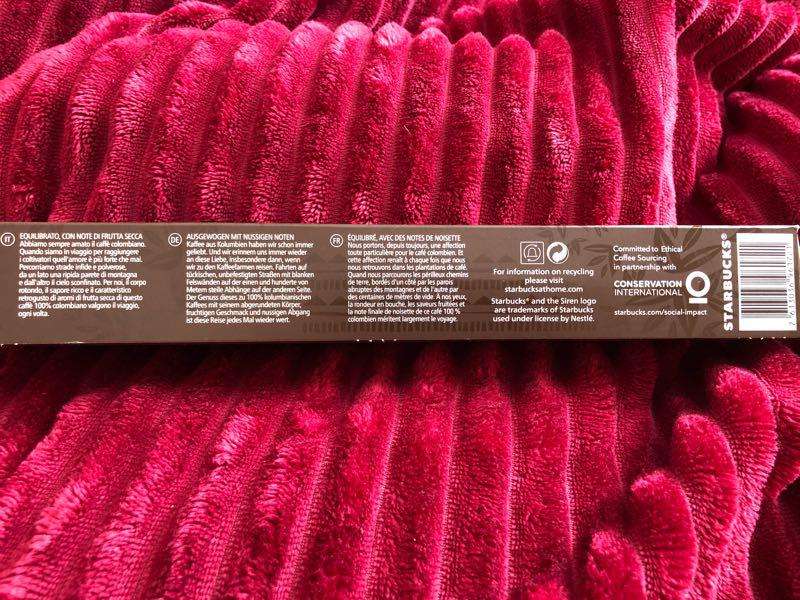 IT
EQUILIBRATO, CON NOTE DI FRUTTA SECCA
Abbiamo sempre amato il caffè colombiano.
Quando siamo in viaggio per raggiungere
i coltivatori quell'amore è più forte che mai.
Percorriamo strade infide e polverose,
da un lato una ripida parete di montagna
e dall'altro il cielo sconfinato. Per noi, il corpo
rotondo, il sapore ricco e il caratteristico
retrogusto di aromi di frutta secca di questo
caffè 100% colombiano valgono il viaggio,
ogni volta.
DE
AUSGEWOGEN MIT NUSSIGEN NOTEN
Kaffee aus Kolumbien haben wir schon immer
geliebt. Und wir erinnern uns immer wieder
an diese Liebe, insbesondere dann, wenn
wir zu den Kaffeefarmen reisen. Fahrten auf
tückischen, unbefestigten Straßen mit blanken
Felswänden auf der einen und hunderte von
Metern steile Abhänge auf der anderen Seite.
Der Genuss dieses zu 100% kolumbianischen
Kaffees mit seinem abgerundeten Körper,
fruchtigen Geschmack und nussigen Abgang
ist diese Reise jedes Mal wieder wert.
FR
ÉQUILIBRÉ, AVEC DES NOTES DE NOISETTE
Nous portons, depuis toujours, une affection
toute particulière pour le café colombien. Et
cette affection renaît à chaque fois que nous
nous retrouvons dans les plantations de café.
Quand nous parcourons les périlleux chemins
de terre, bordés d'un côté par les parois
abruptes des montagnes et de l'autre par
des centaines de mètres de vide. À nos yeux,
la rondeur en bouche, les saveurs fruitées et
la note finale de noisette de ce café 100 %
colombien méritent largement le voyage.
For information on recycling
please visit
starbucksathome.com
Starbucks® and the Siren logo
are trademarks of Starbucks
used under license by Nestlé.
Committed to Ethical
Coffee Sourcing
in partnership with
CONSERVATION
INTERNATIONAL
starbucks.com/social-impact
STARBUCKS®